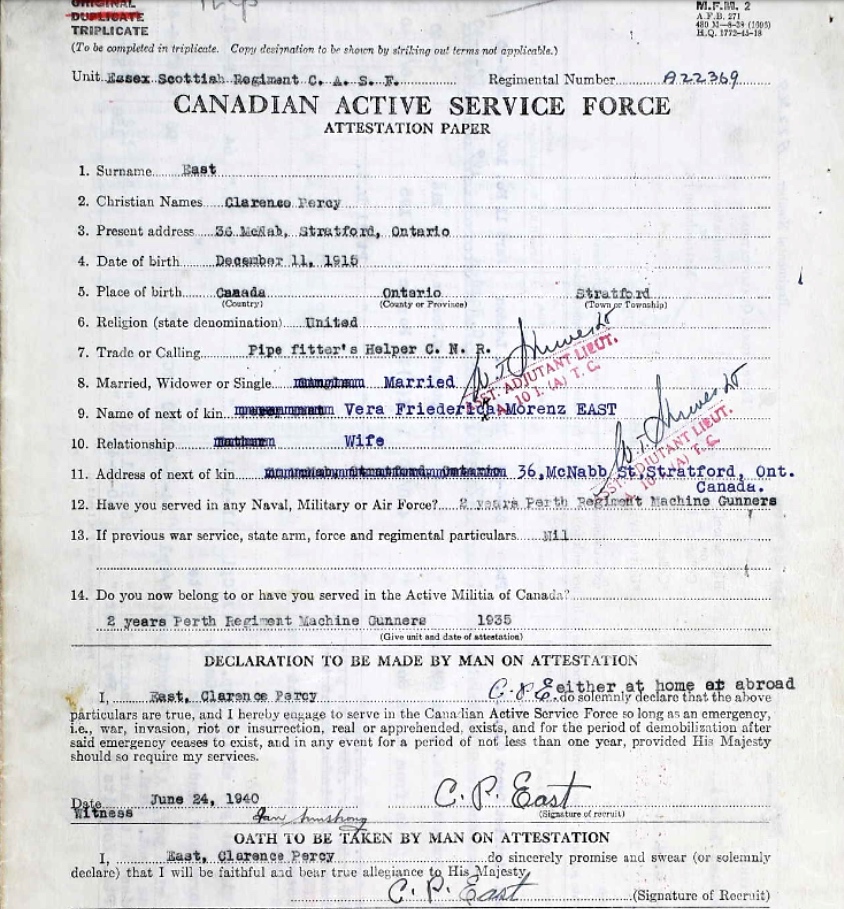 ORIGINAL
DUPLICATE
TRIPLICATE
M.F.M. 2
A.F.B. 271
H.Q. 1772-45-18
(To be completed in triplicate. Copy designation to be shown by striking out terms not applicable.)
Unit Essex Scottish Regiment C. A. S. F. Regimental Number A22369
CANADIAN ACTIVE SERVICE FORCE
ATTESTATION PAPER
1. Surname East
2. Christian Names Clarence Percy
3. Present address 36 McNab, Stratford, Ontario
4. Date of birth December 11, 1915
5. Place of birth Canada Ontario Stratford
(Country) (County or Province) (Town or Township)
6. Religion (state denomination) United
7. Trade or Calling Pipe fitter's Helper C. N. R.
8. Married, Widower or Single Married
ASST. ADJUTANT LIEUT.
A 10 I. (A) T. C.
9. Name of next of kin Vera Friederica Morenz EAST
10. Relationship Wife
ASST. ADJUTANT LIEUT.
A 10 I. (A) T. C.
11. Address of next of kin 36,McNabb St,Stratford, Ont.
Canada.
12. Have you served in any Naval, Military or Air Force? 2 years Perth Regiment Machine Gunners
13. If previous war service, state arm, force and regimental particulars Nil
14. Do you now belong to or have you served in the Active Militia of Canada?
2 years Perth Regiment Machine Gunners 1935
(Give unit and date of attestation)
DECLARATION TO BE MADE BY MAN ON ATTESTATION
either at home or abroad
I, East, Clarence Percy C.P.E. do solemnly declare that the above
particulars are true, and I hereby engage to serve in the Canadian Active Service Force so long as an emergency,
i.e., war, invasion, riot or insurrection, real or apprehended, exists, and for the period of demobilization after
said emergency ceases to exist, and in any event for a period of not less than one year, provided His Majesty
should so require my services.
Date June 24, 1940 C. P. East
Witness (Signature of recruit)
OATH TO BE TAKEN BY MAN ON ATTESTATION
I, East, Clarence Percy do sincerely promise and swear (or solemnly
declare) that I will be faithful and bear true allegiance to His Majesty.
C. P. East (Signature of Recruit)